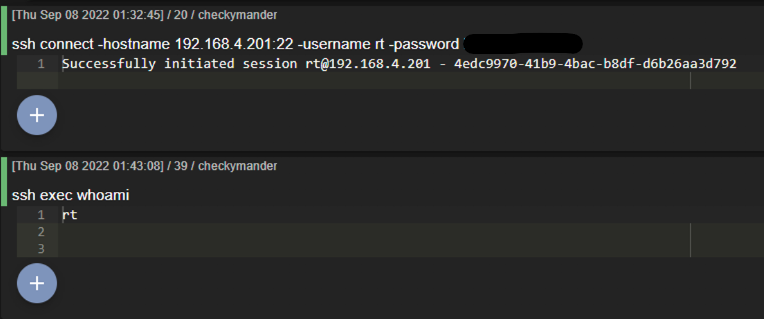 [Thu Sep 08 2022 01:32:45] / 20 / checkymander
ssh connect -hostname 192.168.4.201:22 -username rt -password
1 Successfully initiated session rt@192.168.4.201 - 4edc9970-41b9-4bac-b8df-d6b26aa3d792
+
[Thu Sep 08 2022 01:43:08] / 39 / checkymander
ssh exec whoami
1 rt
2
3
+